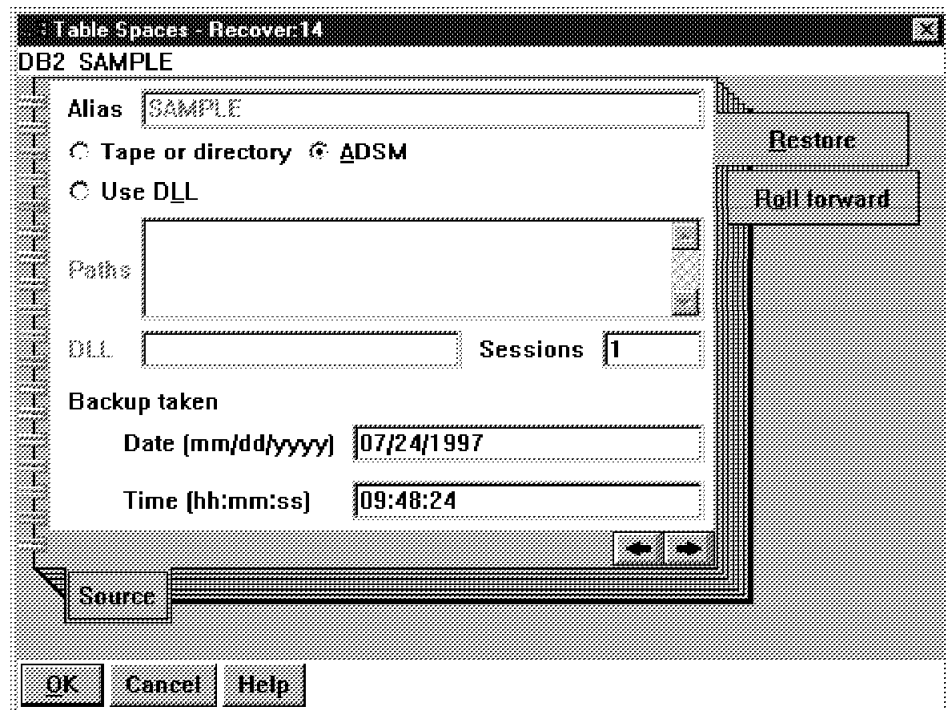 Table Spaces - Recover:14
DB2 SAMPLE
Alias SAMPLE
Restore
Tape or directory ADSM
Use DLL
Roll forward
Paths
DLL Sessions 1
Backup taken
Date (mm/dd/yyyy) 07/24/1997
Time (hh:mm:ss) 09:48:24
Source
OK Cancel Help